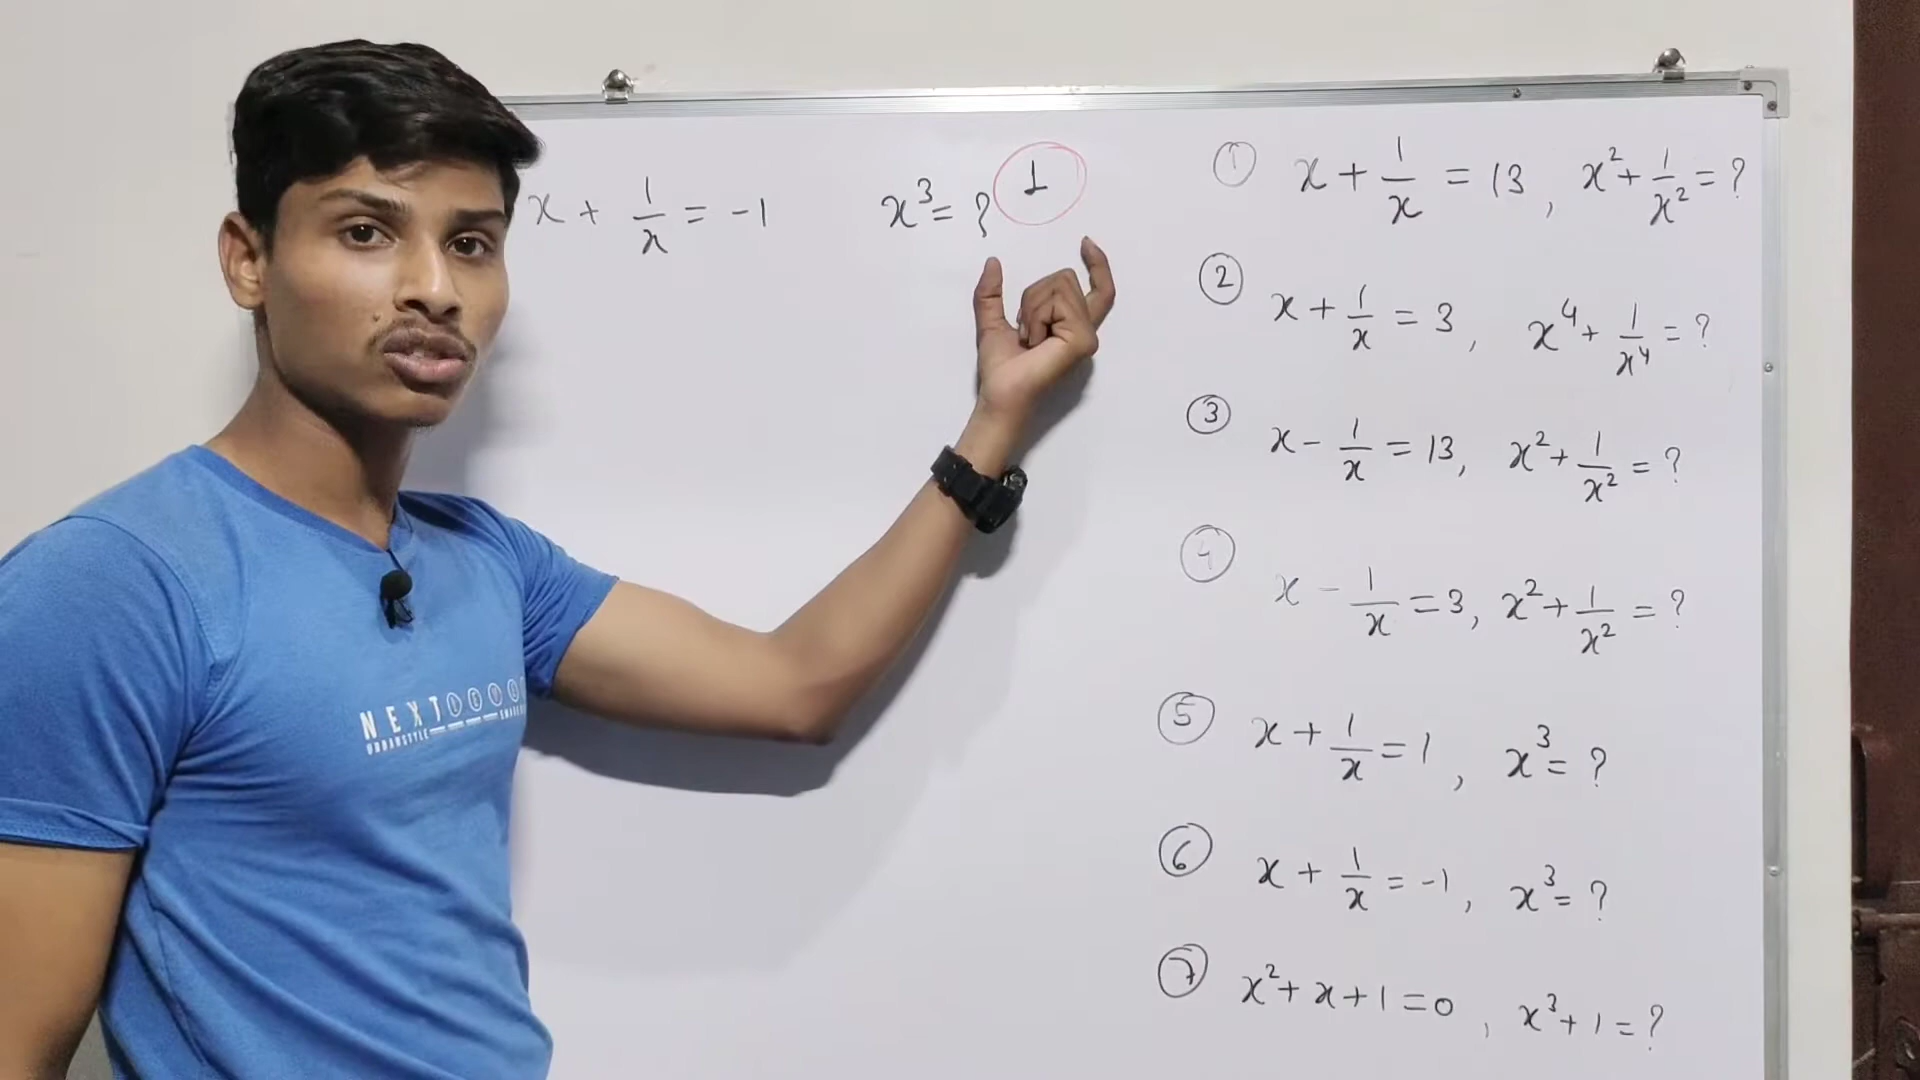 x + 1/x = -1 x³ = ? 1
① x + 1/x = 13, x² + 1/x² = ?
② x + 1/x = 3, x⁴ + 1/x⁴ = ?
③ x - 1/x = 13, x² + 1/x² = ?
④ x - 1/x = 3, x² + 1/x² = ?
⑤ x + 1/x = 1, x³ = ?
⑥ x + 1/x = -1, x³ = ?
⑦ x² + x + 1 = 0, x³ + 1 = ?
NEXT
URBANSTYLE